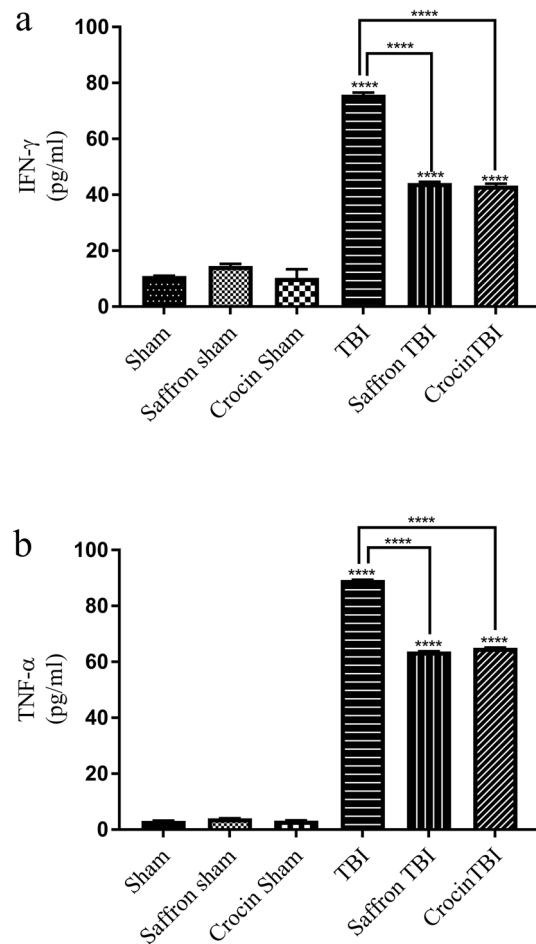 a
****
****
****
****
****
IFN-γ
(pg/ml)
100
80
60
40
20
0
Sham
Saffron sham
Crocin Sham
TBI
Saffron TBI
CrocinTBI
b
****
****
****
****
****
TNF-α
(pg/ml)
100
80
60
40
20
0
Sham
Saffron sham
Crocin Sham
TBI
Saffron TBI
CrocinTBI